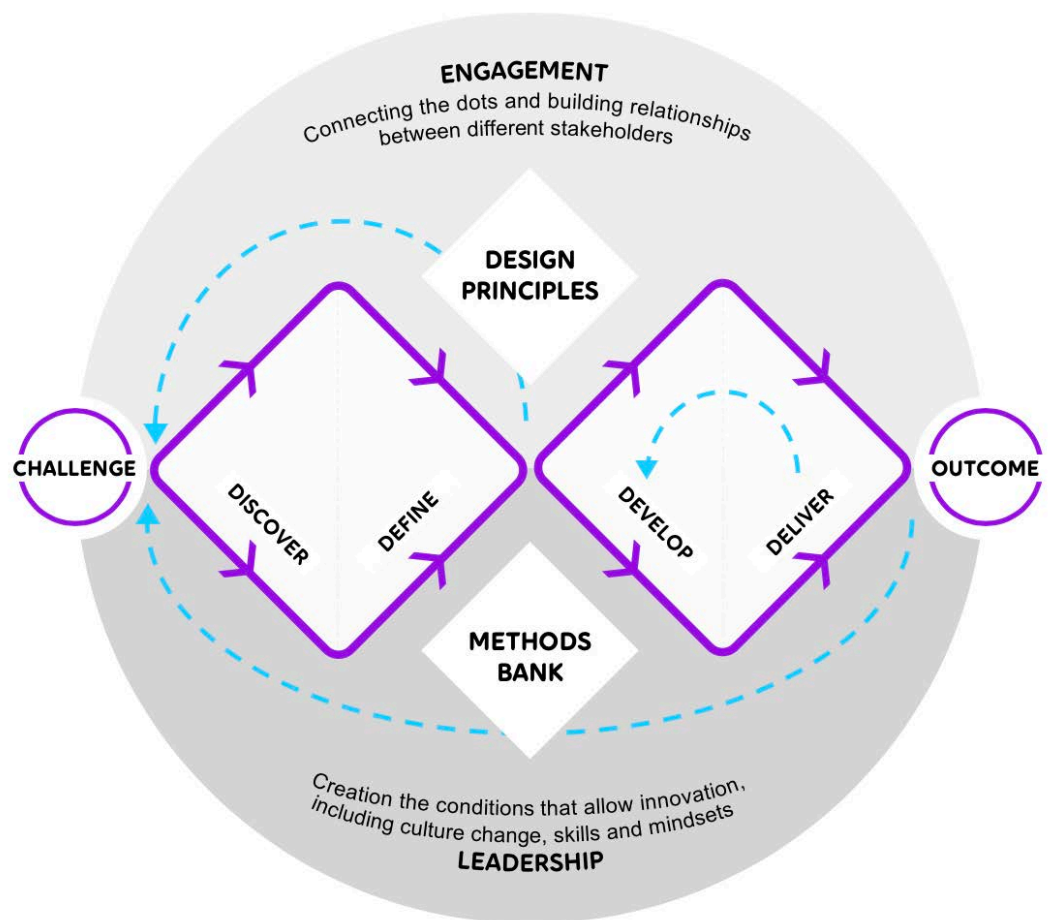 ENGAGEMENT
Connecting the dots and building relationships
between different stakeholders
DESIGN
PRINCIPLES
CHALLENGE
DISCOVER
DEFINE
DEVELOP
DELIVER
OUTCOME
METHODS
BANK
Creation the conditions that allow innovation,
including culture change, skills and mindsets
LEADERSHIP